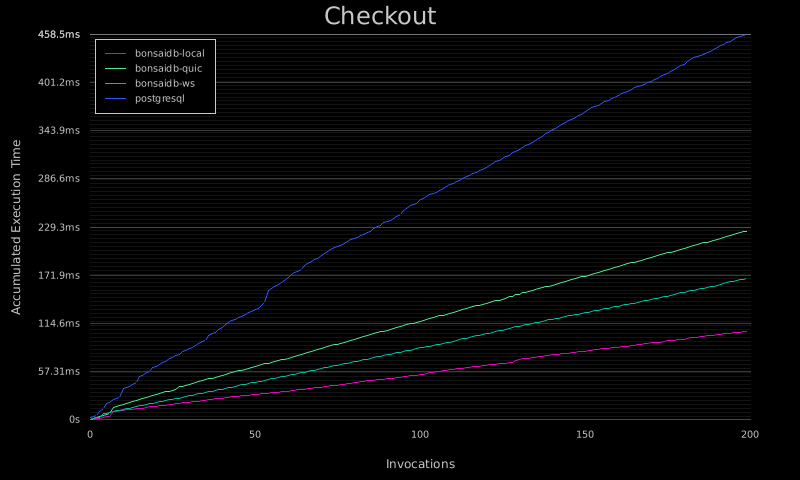 Checkout
458.5ms
401.2ms
343.9ms
286.6ms
229.3ms
171.9ms
114.6ms
57.31ms
0s
bonsaidb-local
bonsaidb-quic
bonsaidb-ws
postgresql
Accumulated Execution Time
0 50 100 150 200
Invocations